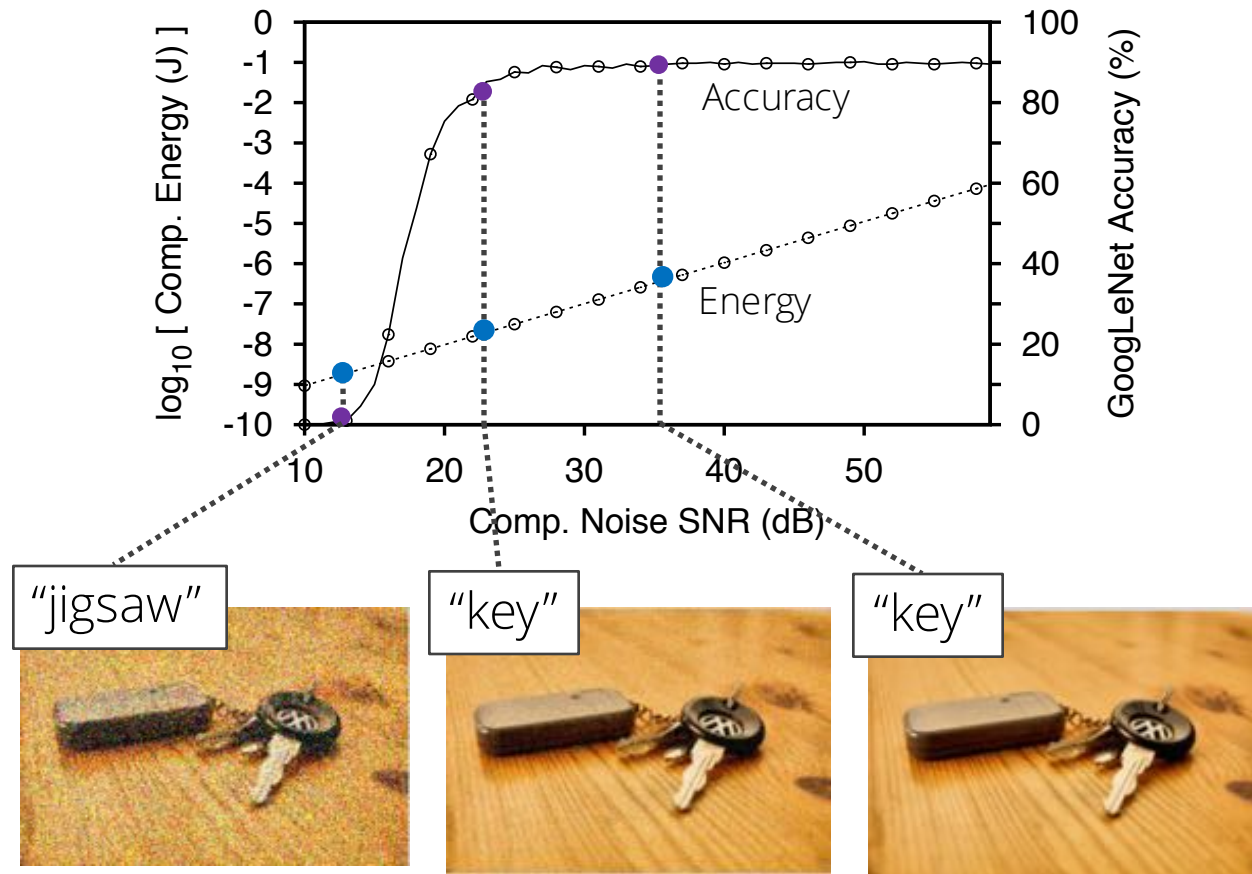 log10 [ Comp. Energy (J) ]
0
-1
-2
-3
-4
-5
-6
-7
-8
-9
-10
Accuracy
Energy
100
80
60
40
20
0
GoogLeNet Accuracy (%)
10 20 30 40 50
Comp. Noise SNR (dB)
“jigsaw” “key” “key”